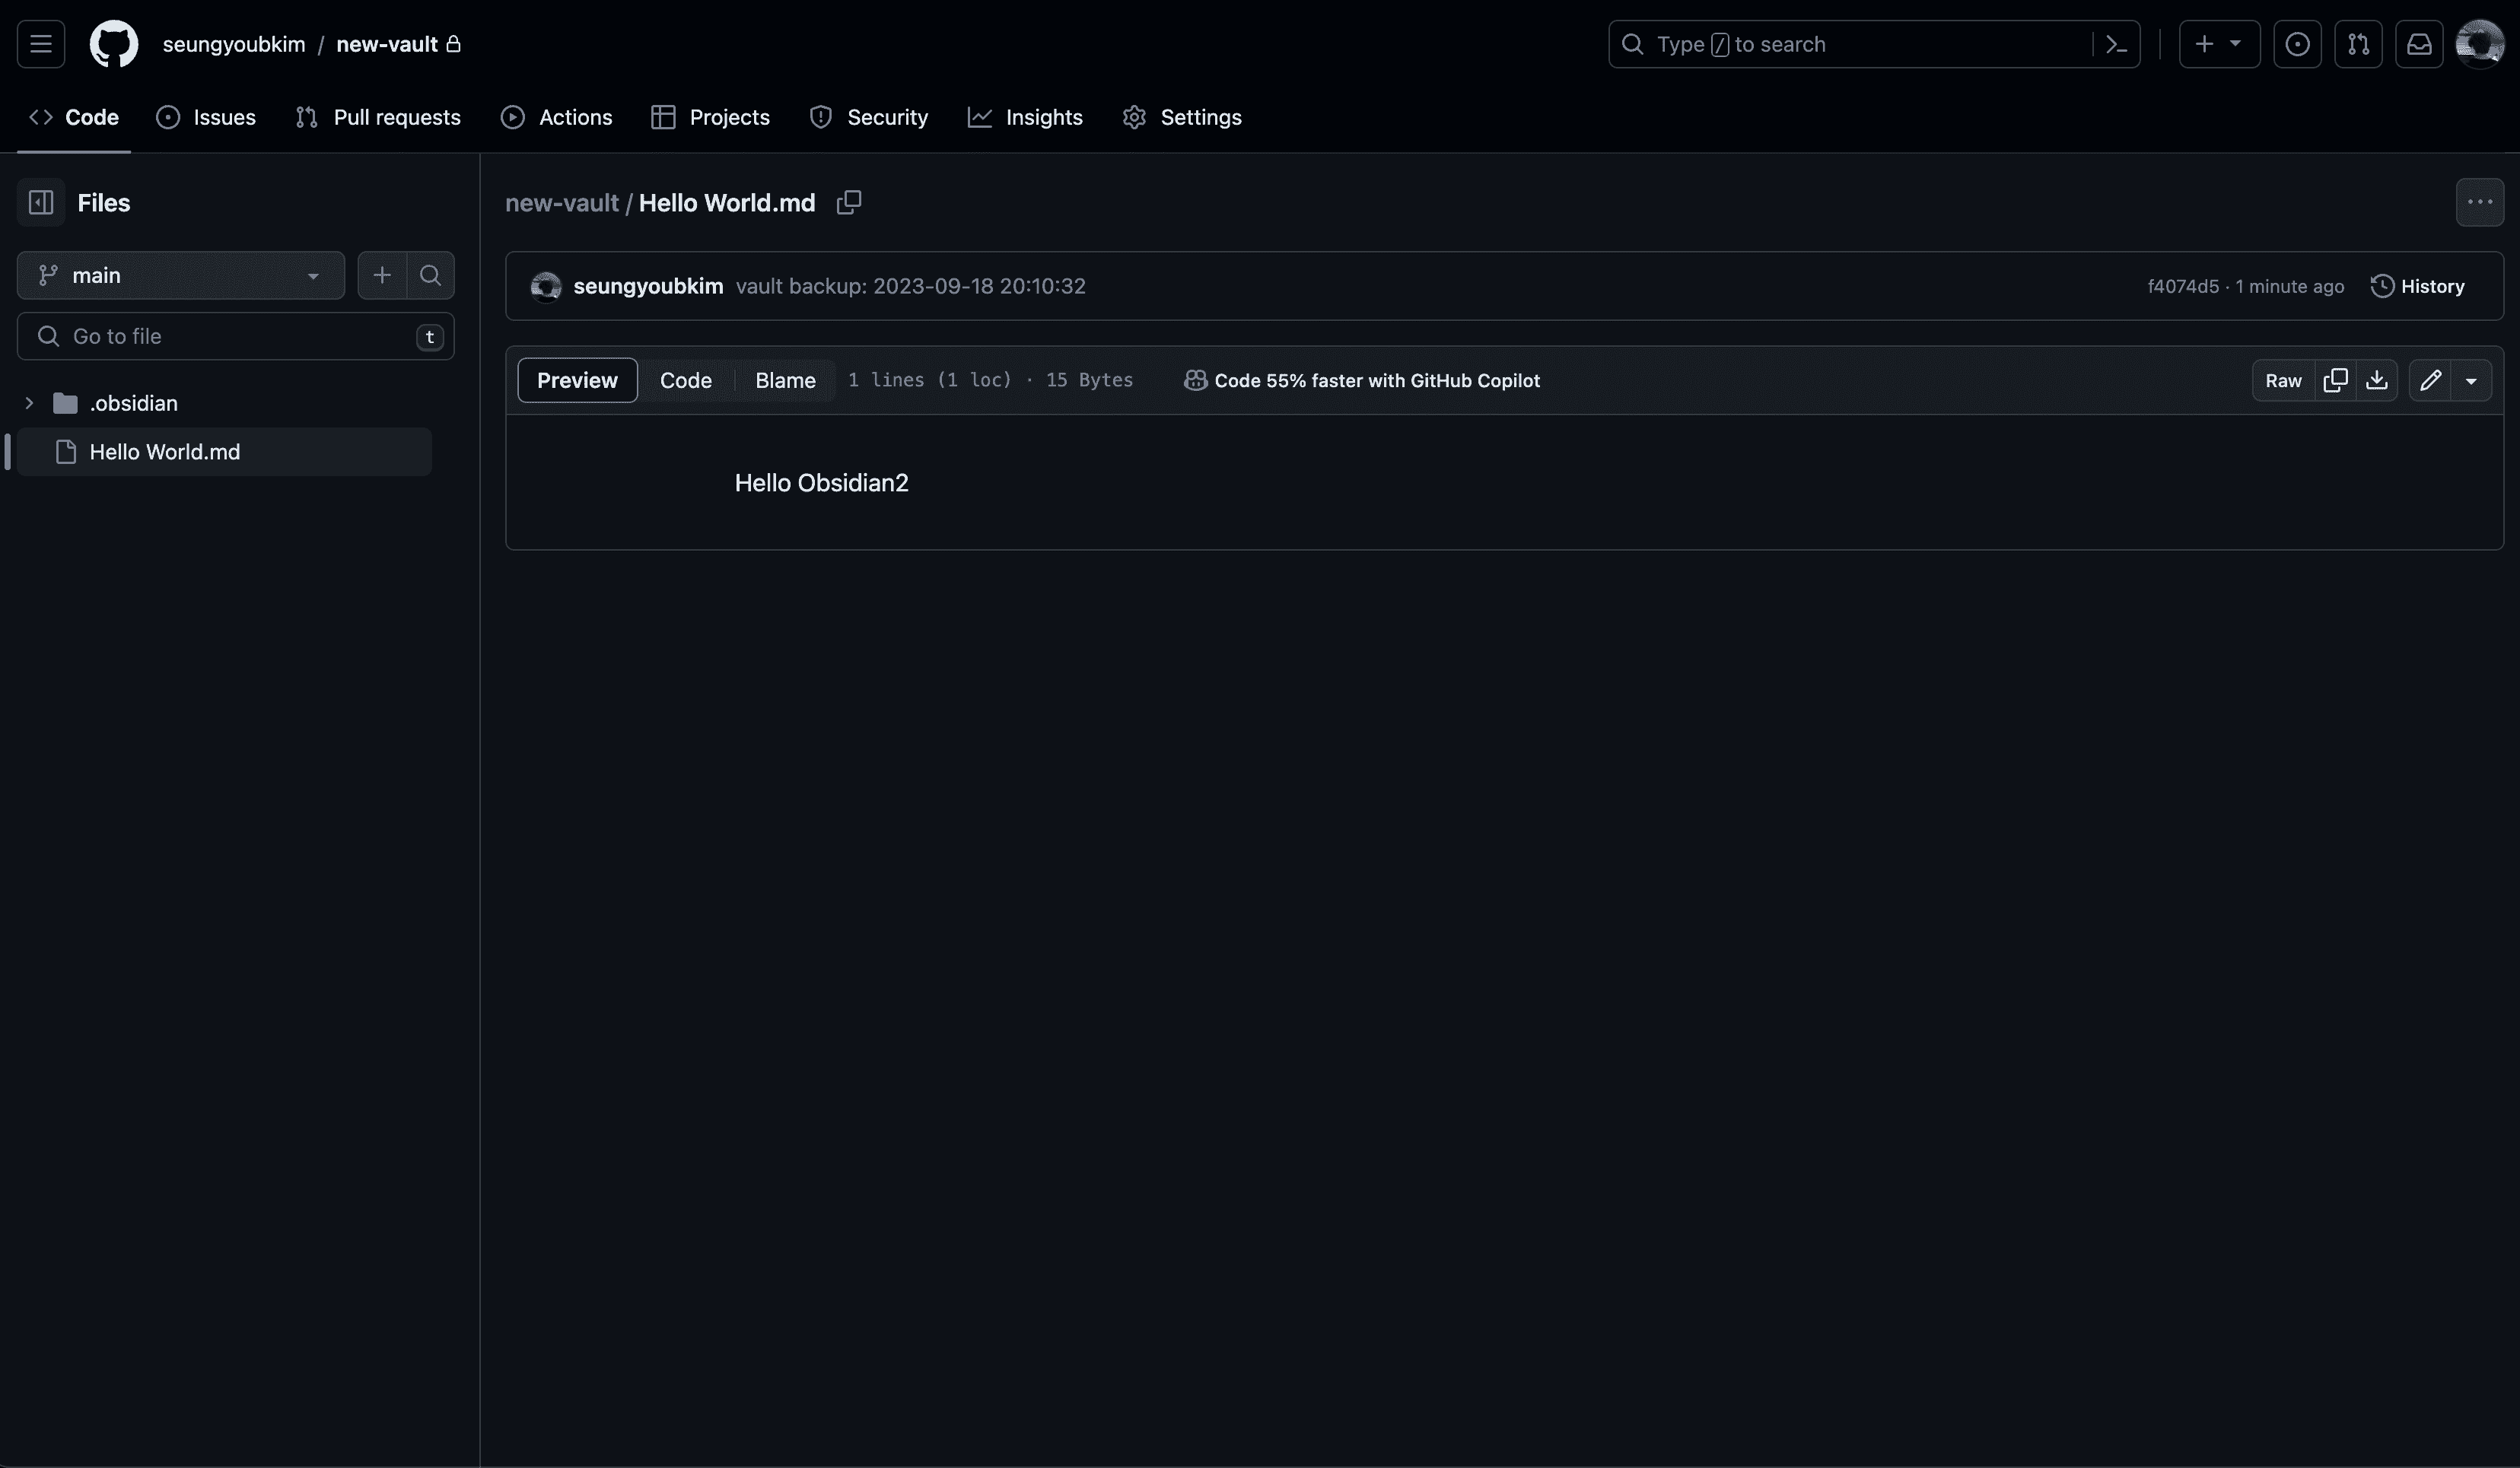 seungyoubkim / new-vault
Type / to search
Code Issues Pull requests Actions Projects Security Insights Settings
Files
main
Go to file t
.obsidian
Hello World.md
new-vault / Hello World.md
seungyoubkim vault backup: 2023-09-18 20:10:32 f4074d5 · 1 minute ago History
Preview Code Blame 1 lines (1 loc) · 15 Bytes Code 55% faster with GitHub Copilot Raw
Hello Obsidian2